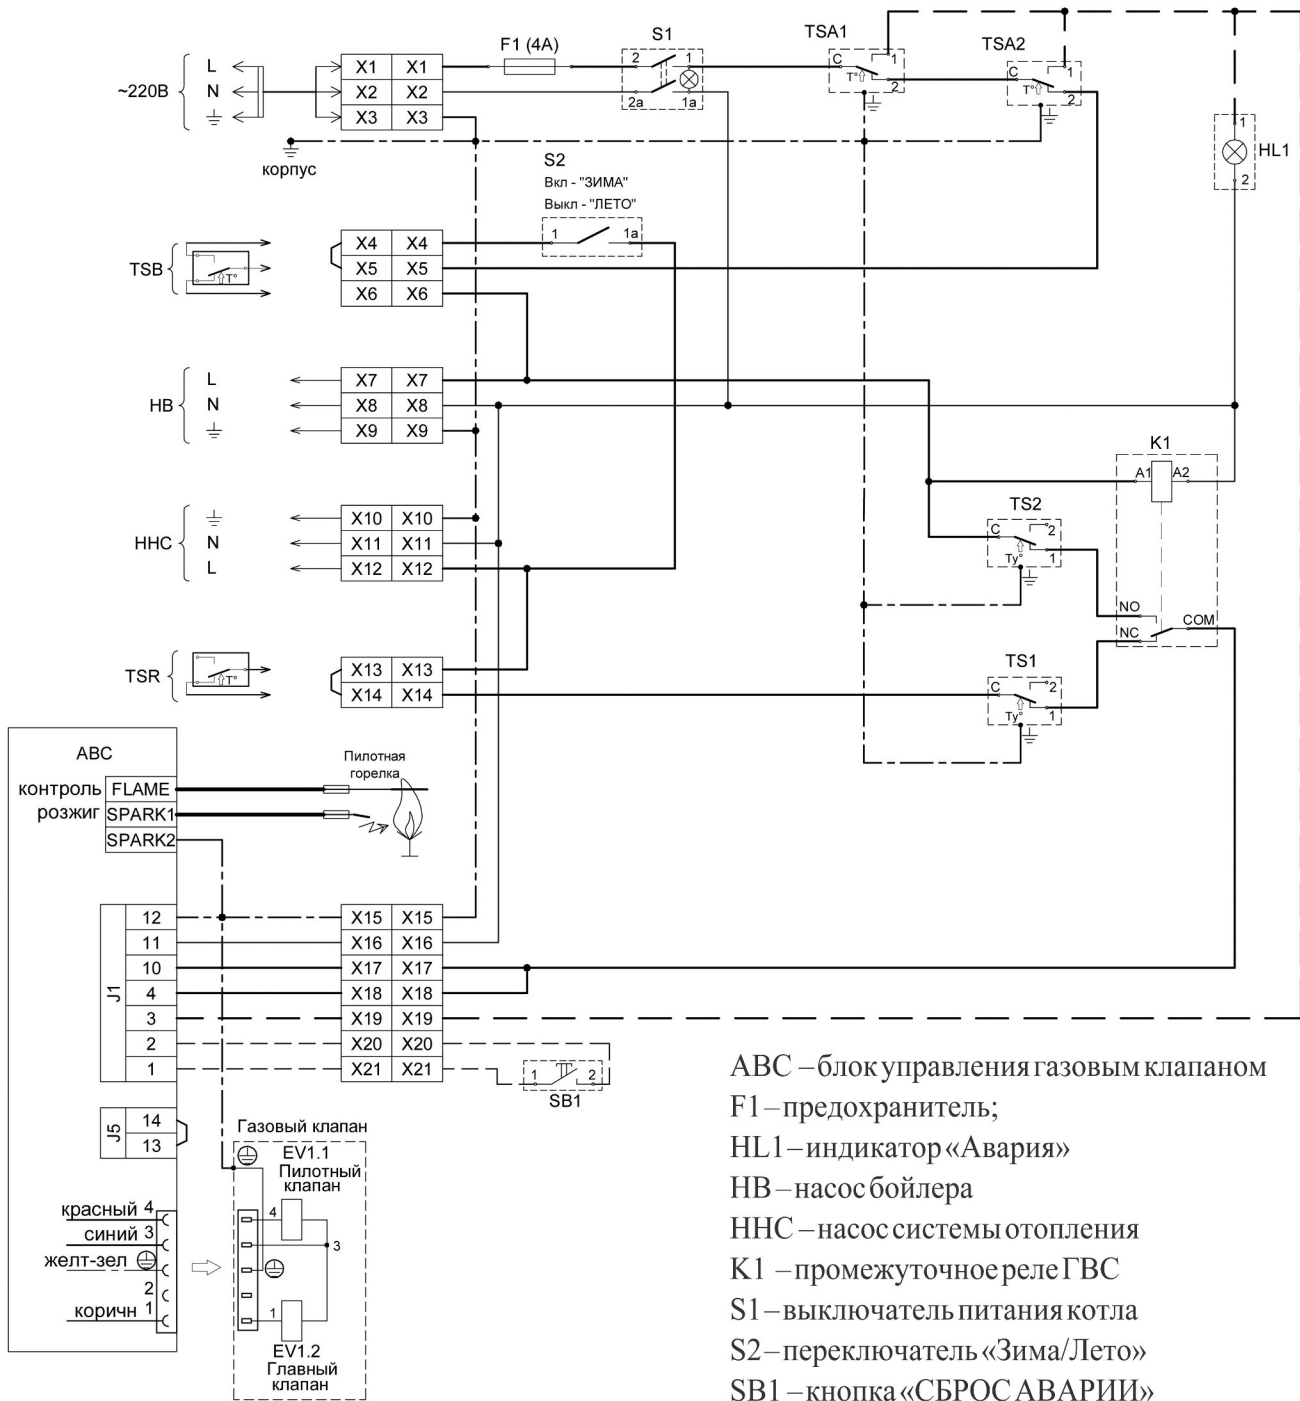 F1 (4A)
S1
TSA1
TSA2
~220В
L
N
X1 X1
X2 X2
X3 X3
2 1
2a 1a
C 1
T°
2
C 1
T°
2
1
HL1
2
корпус
S2
Вкл - "ЗИМА"
Выкл - "ЛЕТО"
1 1a
TSB
T°
X4 X4
X5 X5
X6 X6
HB
L
N
X7 X7
X8 X8
X9 X9
K1
A1 A2
HHC
N
L
X10 X10
X11 X11
X12 X12
TS2
C 2
Ty°
1
NO
NC
COM
TSR
T°
X13 X13
X14 X14
TS1
C 2
Ty°
1
ABC
контроль FLAME
розжиг SPARK1
SPARK2
Пилотная
горелка
J1
12 X15 X15
11 X16 X16
10 X17 X17
4 X18 X18
3 X19 X19
2 X20 X20
1 X21 X21
1 2
SB1
J5
14
13
Газовый клапан
EV1.1
Пилотный
клапан
4
3
1
EV1.2
Главный
клапан
красный 4
синий 3
желт-зел
2
коричн 1
АВС – блок управления газовым клапаном
F1 – предохранитель;
HL1 – индикатор «Авария»
НВ – насос бойлера
ННС – насос системы отопления
K1 – промежуточное реле ГВС
S1 – выключатель питания котла
S2 – переключатель «Зима/Лето»
SB1 – кнопка «СБРОС АВАРИИ»